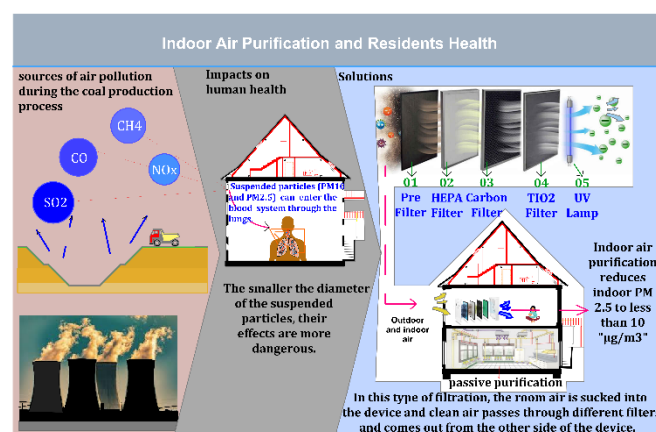 Indoor Air Purification and Residents Health
sources of air pollution
during the coal production
process
CH4
CO
NOx
SO2
Impacts on
human health
Suspended particles (PM10
and PM2.5) can enter the
blood system through the
lungs
The smaller the diameter
of the suspended
particles, their
effects are more
dangerous.
Solutions
01 02 03 04 05
Pre HEPA Carbon TIO2 UV
Filter Filter Filter Filter Lamp
Indoor air
purification
reduces
indoor PM
2.5 to less
than 10
"µg/m3"
Outdoor
and indoor
air
passive purification
In this type of filtration, the room air is sucked into
the device and clean air passes through different filters
and comes out from the other side of the device.